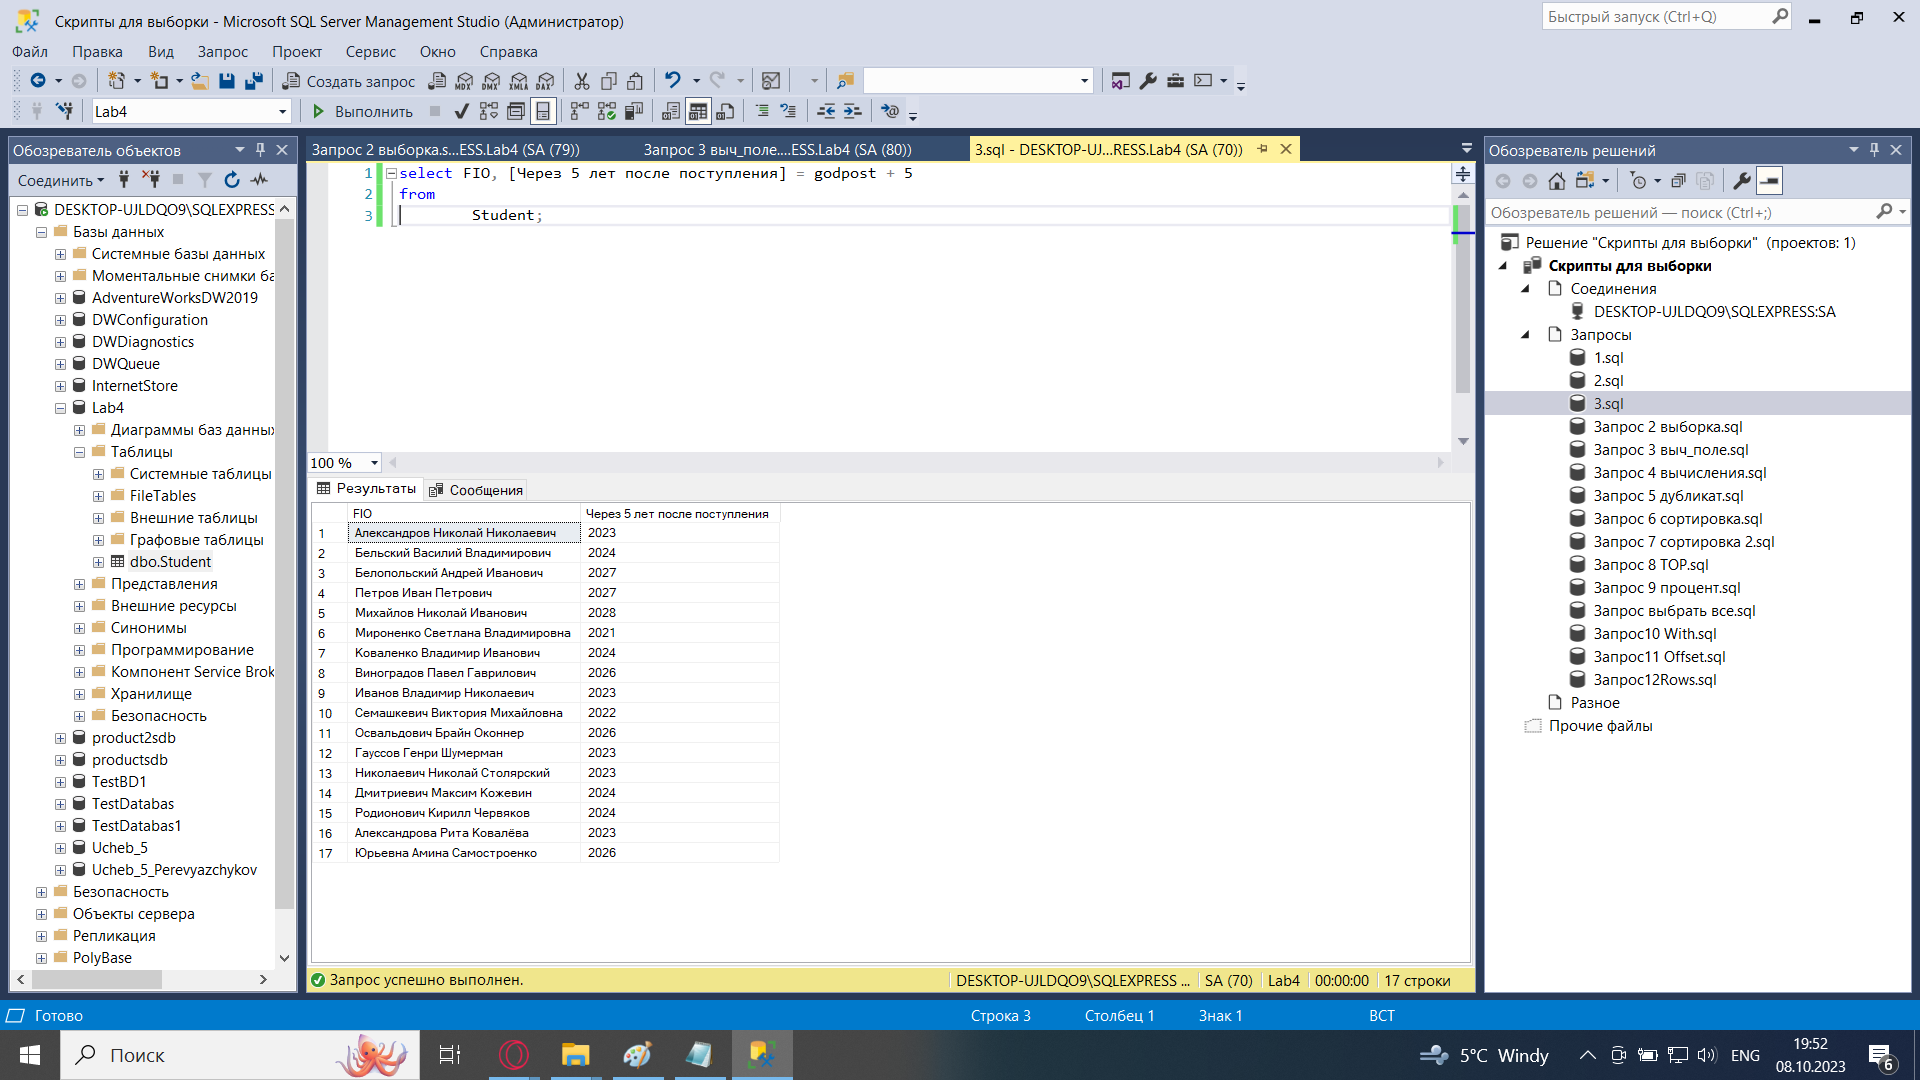 Скрипты для выборки - Microsoft SQL Server Management Studio (Администратор)
Быстрый запуск (Ctrl+Q)
Файл Правка Вид Запрос Проект Сервис Окно Справка
Создать запрос
Lab4
Выполнить
Обозреватель объектов
Соединить
DESKTOP-UJLDQO9\SQLEXPRESS
Базы данных
Системные базы данных
Моментальные снимки ба
AdventureWorksDW2019
DWConfiguration
DWDiagnostics
DWQueue
InternetStore
Lab4
Диаграммы баз данны
Таблицы
Системные таблицы
FileTables
Внешние таблицы
Графовые таблицы
dbo.Student
Представления
Внешние ресурсы
Синонимы
Программирование
Компонент Service Brok
Хранилище
Безопасность
product2sdb
productsdb
TestBD1
TestDatabas
TestDatabas1
Ucheb_5
Ucheb_5_Perevyazchykov
Безопасность
Объекты сервера
Репликация
PolyBase
Запрос 2 выборка.s...ESS.Lab4 (SA (79))
Запрос 3 выч_поле....ESS.Lab4 (SA (80))
3.sql - DESKTOP-UJ...RESS.Lab4 (SA (70))
1 select FIO, [Через 5 лет после поступления] = godpost + 5
2 from
3 Student;
100 %
Результаты Сообщения
FIO Через 5 лет после поступления
1 Александров Николай Николаевич 2023
2 Бельский Василий Владимирович 2024
3 Белопольский Андрей Иванович 2027
4 Петров Иван Петрович 2027
5 Михайлов Николай Иванович 2028
6 Мироненко Светлана Владимировна 2021
7 Коваленко Владимир Иванович 2024
8 Виноградов Павел Гаврилович 2026
9 Иванов Владимир Николаевич 2023
10 Семашкевич Виктория Михайловна 2022
11 Освальдович Брайн Оконнер 2026
12 Гауссов Генри Шумерман 2023
13 Николаевич Николай Столярский 2023
14 Дмитриевич Максим Кожевин 2024
15 Родионович Кирилл Червяков 2024
16 Александрова Рита Ковалёва 2023
17 Юрьевна Амина Самостроенко 2026
Запрос успешно выполнен.
DESKTOP-UJLDQO9\SQLEXPRESS ... SA (70) Lab4 00:00:00 17 строки
Обозреватель решений
Обозреватель решений — поиск (Ctrl+;)
Решение "Скрипты для выборки" (проектов: 1)
Скрипты для выборки
Соединения
DESKTOP-UJLDQO9\SQLEXPRESS:SA
Запросы
1.sql
2.sql
3.sql
Запрос 2 выборка.sql
Запрос 3 выч_поле.sql
Запрос 4 вычисления.sql
Запрос 5 дубликат.sql
Запрос 6 сортировка.sql
Запрос 7 сортировка 2.sql
Запрос 8 TOP.sql
Запрос 9 процент.sql
Запрос выбрать все.sql
Запрос10 With.sql
Запрос11 Offset.sql
Запрос12Rows.sql
Разное
Прочие файлы
Готово
Строка 3 Столбец 1 Знак 1 ВСТ
Поиск
5°C Windy
ENG
19:52
08.10.2023
6